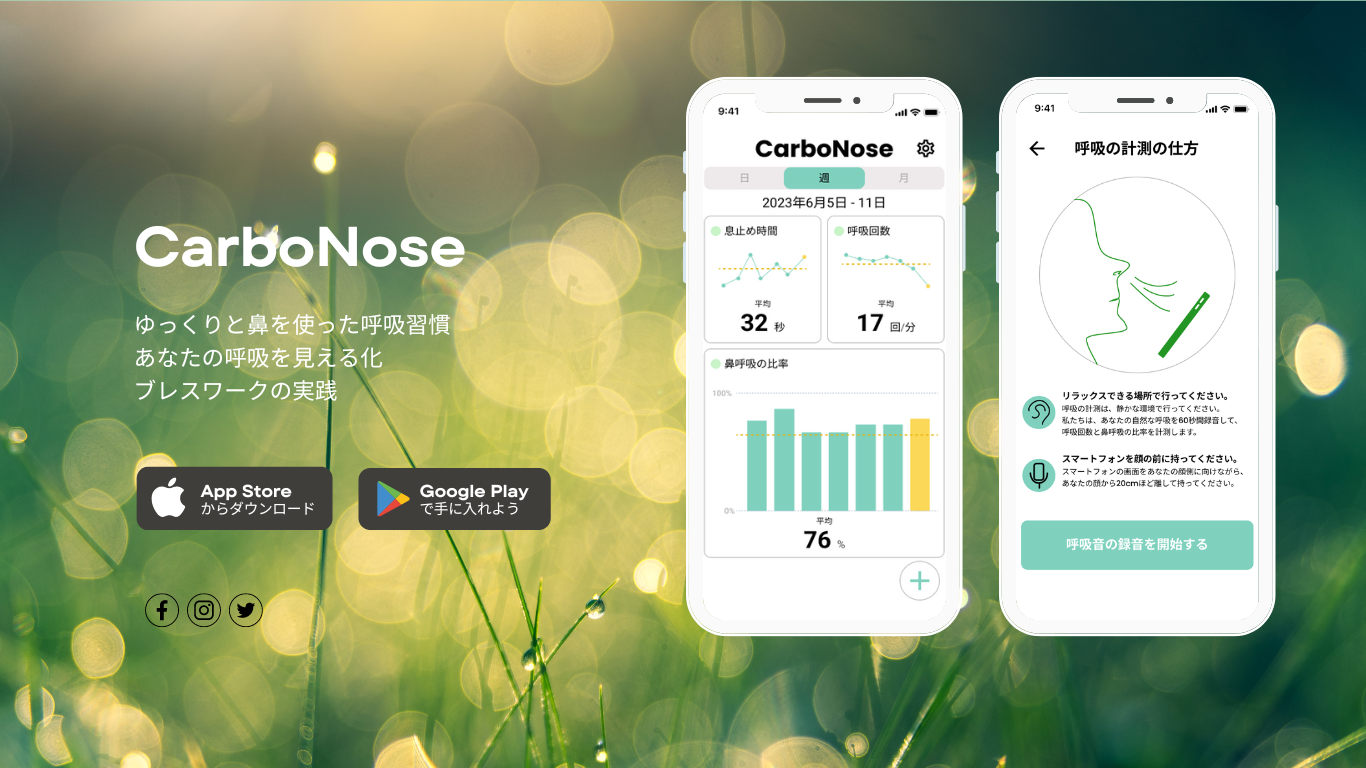 CarboNose
ゆっくりと鼻を使った呼吸習慣
あなたの呼吸を見える化
ブレスワークの実践
App Store
からダウンロード
Google Play
で手に入れよう
9:41
CarboNose
日 週 月
2023年6月5日 - 11日
息止め時間
平均
32 秒
呼吸回数
平均
17 回/分
鼻呼吸の比率
100%
0%
平均
76 %
9:41
呼吸の計測の仕方
リラックスできる場所で行ってください。
呼吸の計測は、静かな環境で行ってください。
私たちは、あなたの自然な呼吸を60秒間録音して、
呼吸回数と鼻呼吸の比率を計測します。
スマートフォンを顔の前に持ってください。
スマートフォンの画面をあなたの顔側に向けながら、
あなたの顔から20cmほど離して持ってください。
呼吸音の録音を開始する